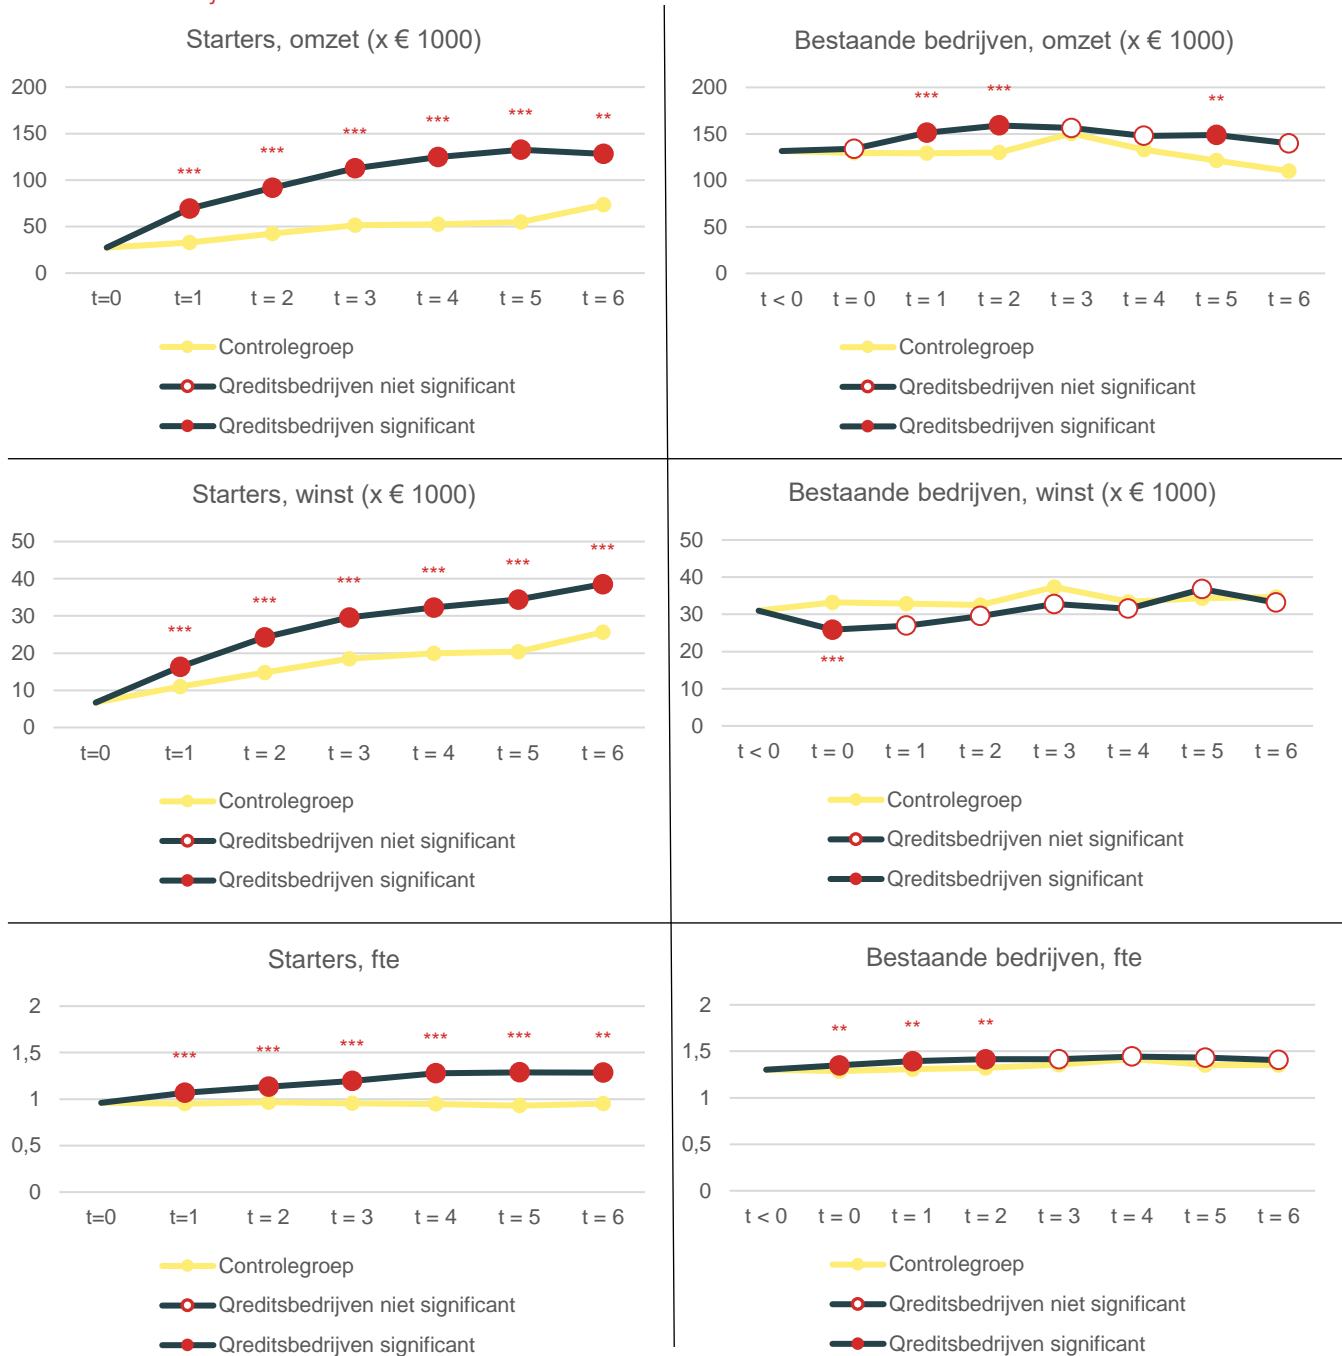 Starters, omzet (x € 1000)
200
150
100
50
0
***
***
***
***
***
**
t=0 t=1 t = 2 t = 3 t = 4 t = 5 t = 6
Controlegroep
Qreditsbedrijven niet significant
Qreditsbedrijven significant
Bestaande bedrijven, omzet (x € 1000)
200
150
100
50
0
***
***
**
t < 0 t = 0 t = 1 t = 2 t = 3 t = 4 t = 5 t = 6
Controlegroep
Qreditsbedrijven niet significant
Qreditsbedrijven significant
Starters, winst (x € 1000)
50
40
30
20
10
0
***
***
***
***
***
***
t=0 t=1 t = 2 t = 3 t = 4 t = 5 t = 6
Controlegroep
Qreditsbedrijven niet significant
Qreditsbedrijven significant
Bestaande bedrijven, winst (x € 1000)
50
40
30
20
10
0
***
t < 0 t = 0 t = 1 t = 2 t = 3 t = 4 t = 5 t = 6
Controlegroep
Qreditsbedrijven niet significant
Qreditsbedrijven significant
Starters, fte
2
1,5
1
0,5
0
***
***
***
***
***
**
t=0 t=1 t = 2 t = 3 t = 4 t = 5 t = 6
Controlegroep
Qreditsbedrijven niet significant
Qreditsbedrijven significant
Bestaande bedrijven, fte
2
1,5
1
0,5
0
**
**
**
t < 0 t = 0 t = 1 t = 2 t = 3 t = 4 t = 5 t = 6
Controlegroep
Qreditsbedrijven niet significant
Qreditsbedrijven significant